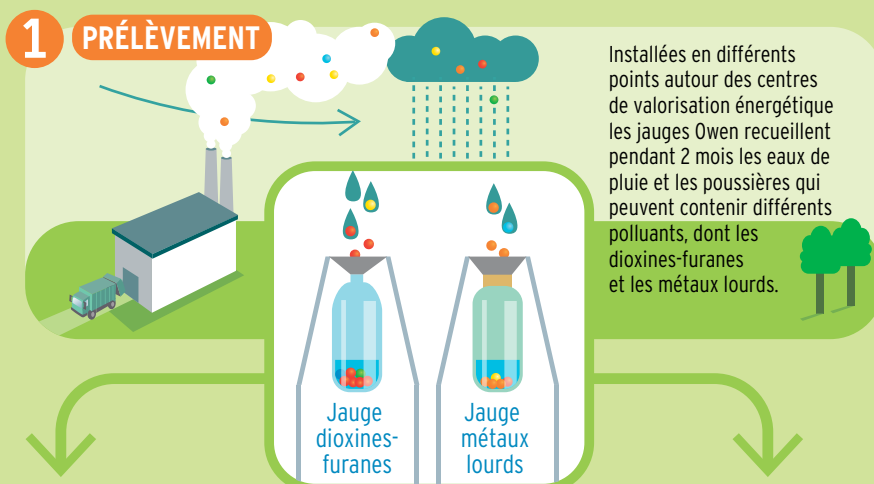 1 PRÉLÈVEMENT
Installées en différents
points autour des centres
de valorisation énergétique
les jauges Owen recueillent
pendant 2 mois les eaux de
pluie et les poussières qui
peuvent contenir différents
polluants, dont les
dioxines-furanes
et les métaux lourds.
Jauge
dioxines-
furanes
Jauge
métaux
lourds